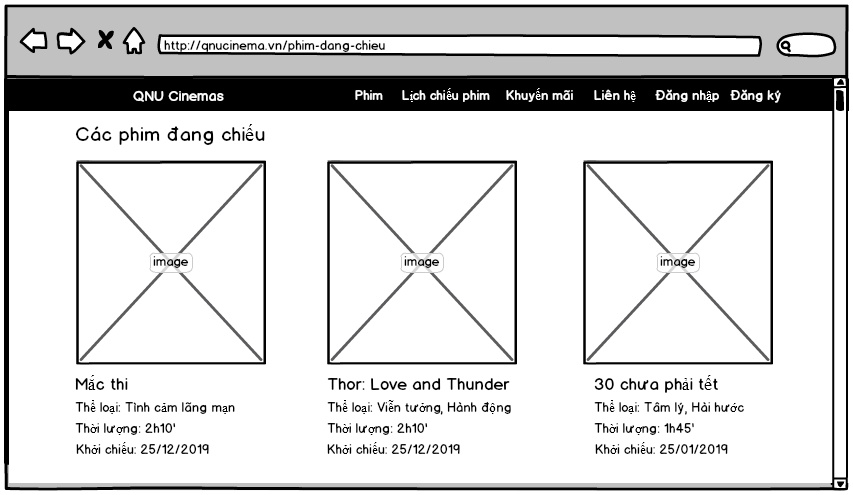 http://qnucinema.vn/phim-dang-chieu
QNU Cinemas Phim Lịch chiếu phim Khuyến mãi Liên hệ Đăng nhập Đăng ký
Các phim đang chiếu
image image image
Mắc thi Thor: Love and Thunder 30 chưa phải tết
Thể loại: Tình cảm lãng mạn Thể loại: Viễn tưởng, Hành động Thể loại: Tâm lý, Hài hước
Thời lượng: 2h10' Thời lượng: 2h10' Thời lượng: 1h45'
Khởi chiếu: 25/12/2019 Khởi chiếu: 25/12/2019 Khởi chiếu: 25/01/2019